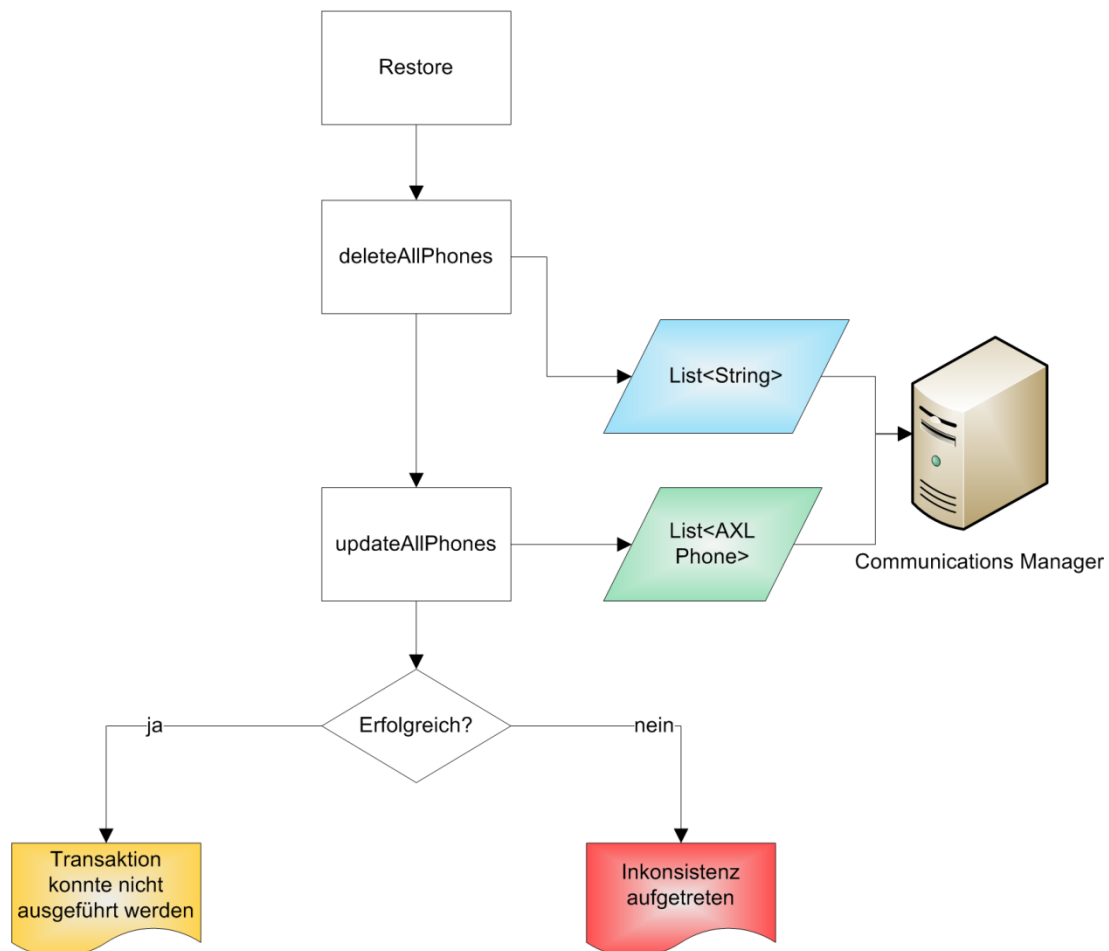 Restore
deleteAllPhones
List<String>
updateAllPhones
List<AXL
Phone>
Communications Manager
Erfolgreich?
ja
nein
Transaktion
konnte nicht
ausgeführt werden
Inkonsistenz
aufgetreten